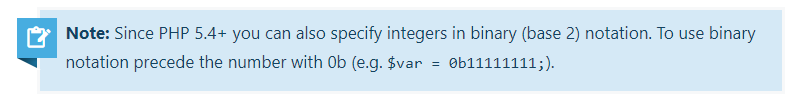 Note: Since PHP 5.4+ you can also specify integers in binary (base 2) notation. To use binary
notation precede the number with 0b (e.g. $var = 0b11111111;).